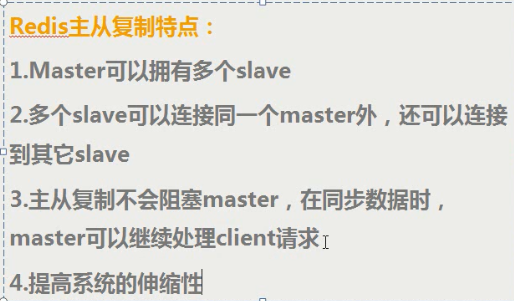 Redis主从复制特点：
1.Master可以拥有多个slave
2.多个slave可以连接同一个master外，还可以连接
到其它slave
3.主从复制不会阻塞master，在同步数据时，
master可以继续处理client请求
4.提高系统的伸缩性